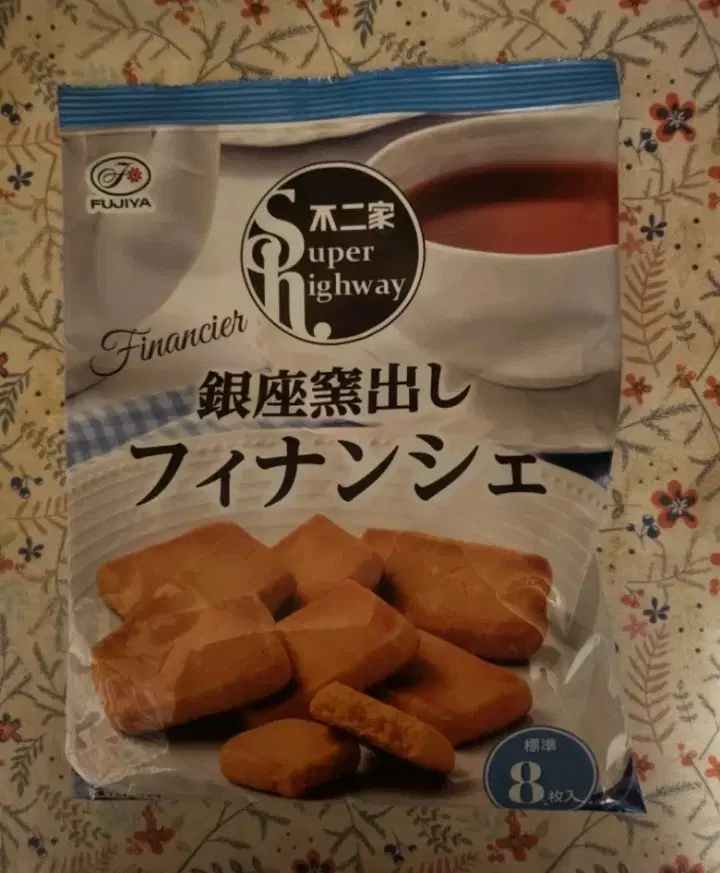 FUJIYA
不二家
Super
highway
Financier
銀座窯出し
フィナンシェ
標準
8枚入